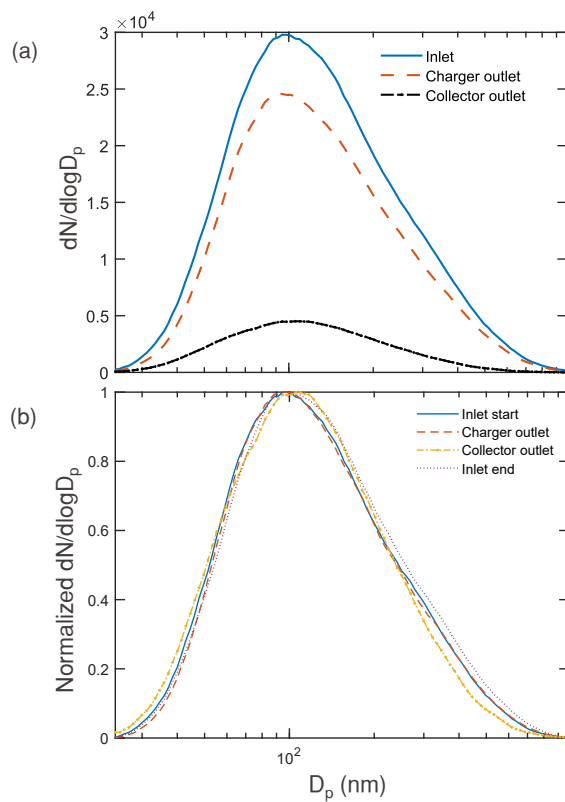 (a)
×10⁴
3
2.5
2
1.5
1
0.5
0
dN/dlogDₚ
Inlet
Charger outlet
Collector outlet
(b)
1
0.8
0.6
0.4
0.2
0
Normalized dN/dlogDₚ
Inlet start
Charger outlet
Collector outlet
Inlet end
10²
Dₚ (nm)